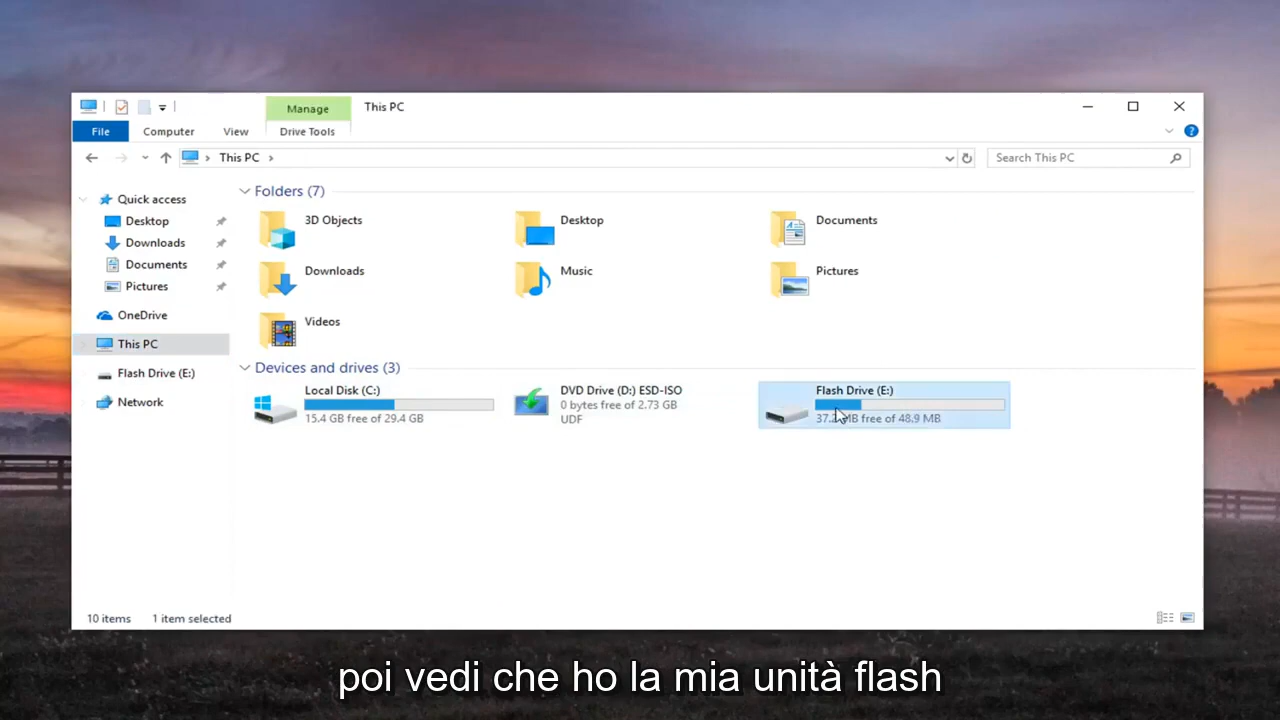 Manage
This PC
File
Computer
View
Drive Tools
This PC
Search This PC
Quick access
Desktop
Downloads
Documents
Pictures
OneDrive
This PC
Flash Drive (E:)
Network
Folders (7)
3D Objects
Desktop
Documents
Downloads
Music
Pictures
Videos
Devices and drives (3)
Local Disk (C:)
15.4 GB free of 29.4 GB
DVD Drive (D:) ESD-ISO
0 bytes free of 2.73 GB
UDF
Flash Drive (E:)
free of 48.9 MB
10 items
1 item selected
poi vedi che ho la mia unità flash